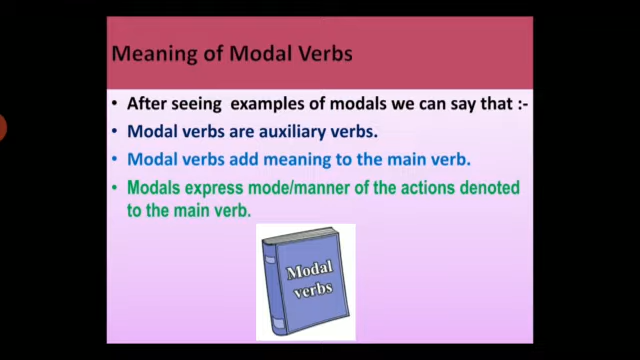 Meaning of Modal Verbs
• After seeing examples of modals we can say that :-
• Modal verbs are auxiliary verbs.
• Modal verbs add meaning to the main verb.
• Modals express mode/manner of the actions denoted
to the main verb.
Modal
verbs